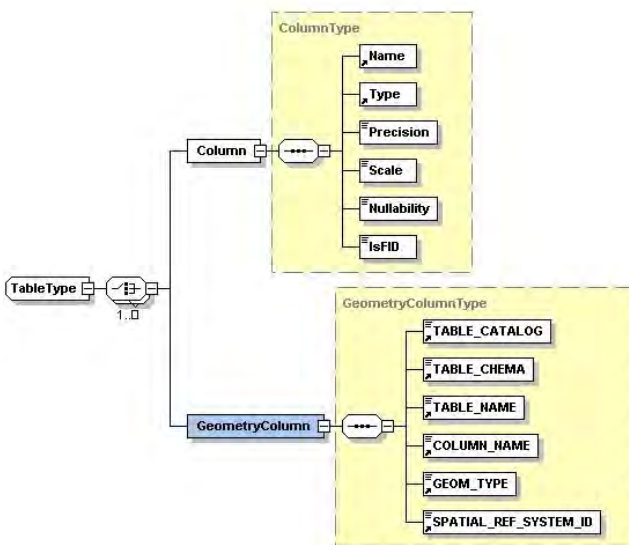 ColumnType
Name
Type
Precision
Scale
Nullability
IsFID
Column
TableType
1..
GeometryColumnType
TABLE_CATALOG
TABLE_CHEMA
TABLE_NAME
COLUMN_NAME
GEOM_TYPE
SPATIAL_REF_SYSTEM_ID
GeometryColumn